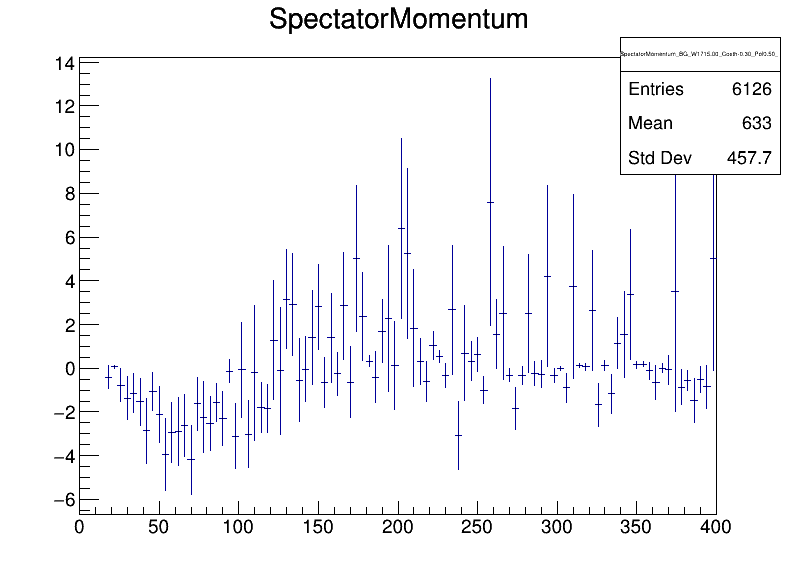 SpectatorMomentum
SpectatorMomentum_BG_W1715.00_Costh-0.30_Pol0.50_
Entries 6126
Mean 633
Std Dev 457.7
14
12
10
8
6
4
2
0
−2
−4
−6
0 50 100 150 200 250 300 350 400